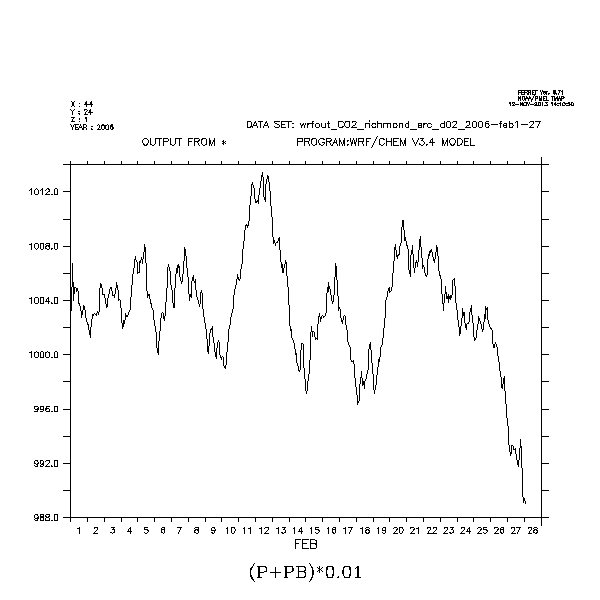 FERRET Ver. 6.71
NOAA/PMEL TMAP
12-NOV-2013 14:10:50
X : 44
Y : 24
Z : 1
YEAR : 2006
DATA SET: wrfout_CO2_richmond_arc_d02_2006-feb1-27
OUTPUT FROM * PROGRAM:WRF/CHEM V3.4 MODEL
1012.0
1008.0
1004.0
1000.0
996.0
992.0
988.0
1 2 3 4 5 6 7 8 9 10 11 12 13 14 15 16 17 18 19 20 21 22 23 24 25 26 27 28
FEB
(P+PB)*0.01